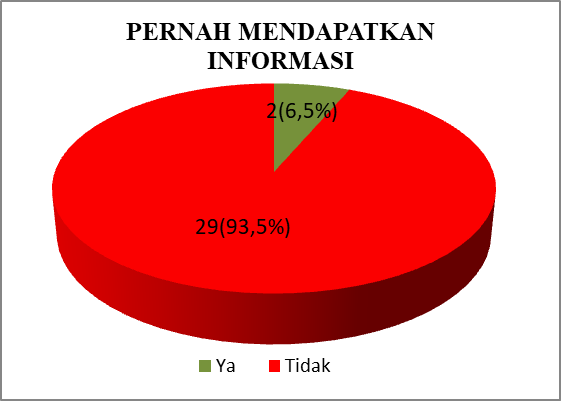 PERNAH MENDAPATKAN
INFORMASI
2(6,5%)
29(93,5%)
Ya
Tidak